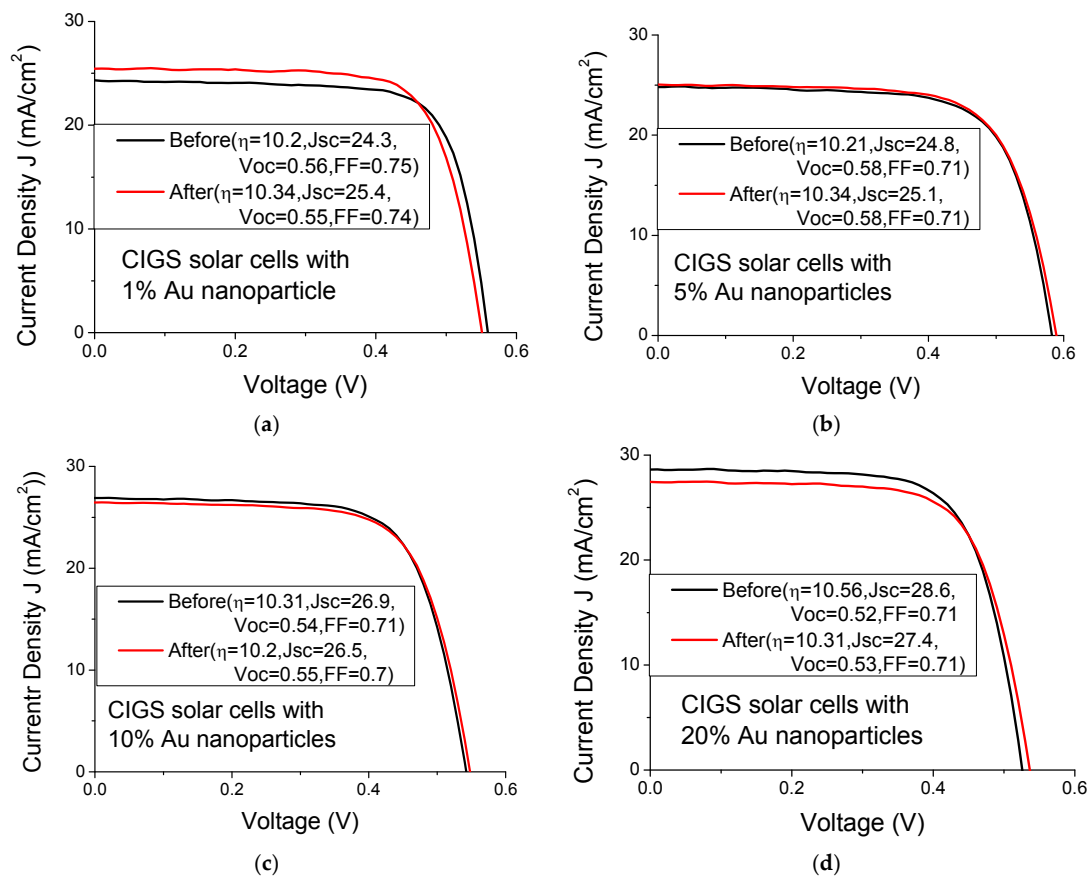 30
20
10
0
0.0
0.2
0.4
0.6
Current Density J (mA/cm²)
Voltage (V)
Before(η=10.2,Jsc=24.3,
Voc=0.56,FF=0.75)
After(η=10.34,Jsc=25.4,
Voc=0.55,FF=0.74)
CIGS solar cells with
1% Au nanoparticle
(a)
30
20
10
0
0.0
0.2
0.4
0.6
Current Density J (mA/cm²)
Voltage (V)
Before(η=10.21,Jsc=24.8,
Voc=0.58,FF=0.71)
After(η=10.34,Jsc=25.1,
Voc=0.58,FF=0.71)
CIGS solar cells with
5% Au nanoparticles
(b)
30
20
10
0
0.0
0.2
0.4
0.6
Currentr Density J (mA/cm²))
Voltage (V)
Before(η=10.31,Jsc=26.9,
Voc=0.54,FF=0.71)
After(η=10.2,Jsc=26.5,
Voc=0.55,FF=0.7)
CIGS solar cells with
10% Au nanoparticles
(c)
30
20
10
0
0.0
0.2
0.4
0.6
Current Density J (mA/cm²)
Voltage (V)
Before(η=10.56,Jsc=28.6,
Voc=0.52,FF=0.71
After(η=10.31,Jsc=27.4,
Voc=0.53,FF=0.71)
CIGS solar cells with
20% Au nanoparticles
(d)